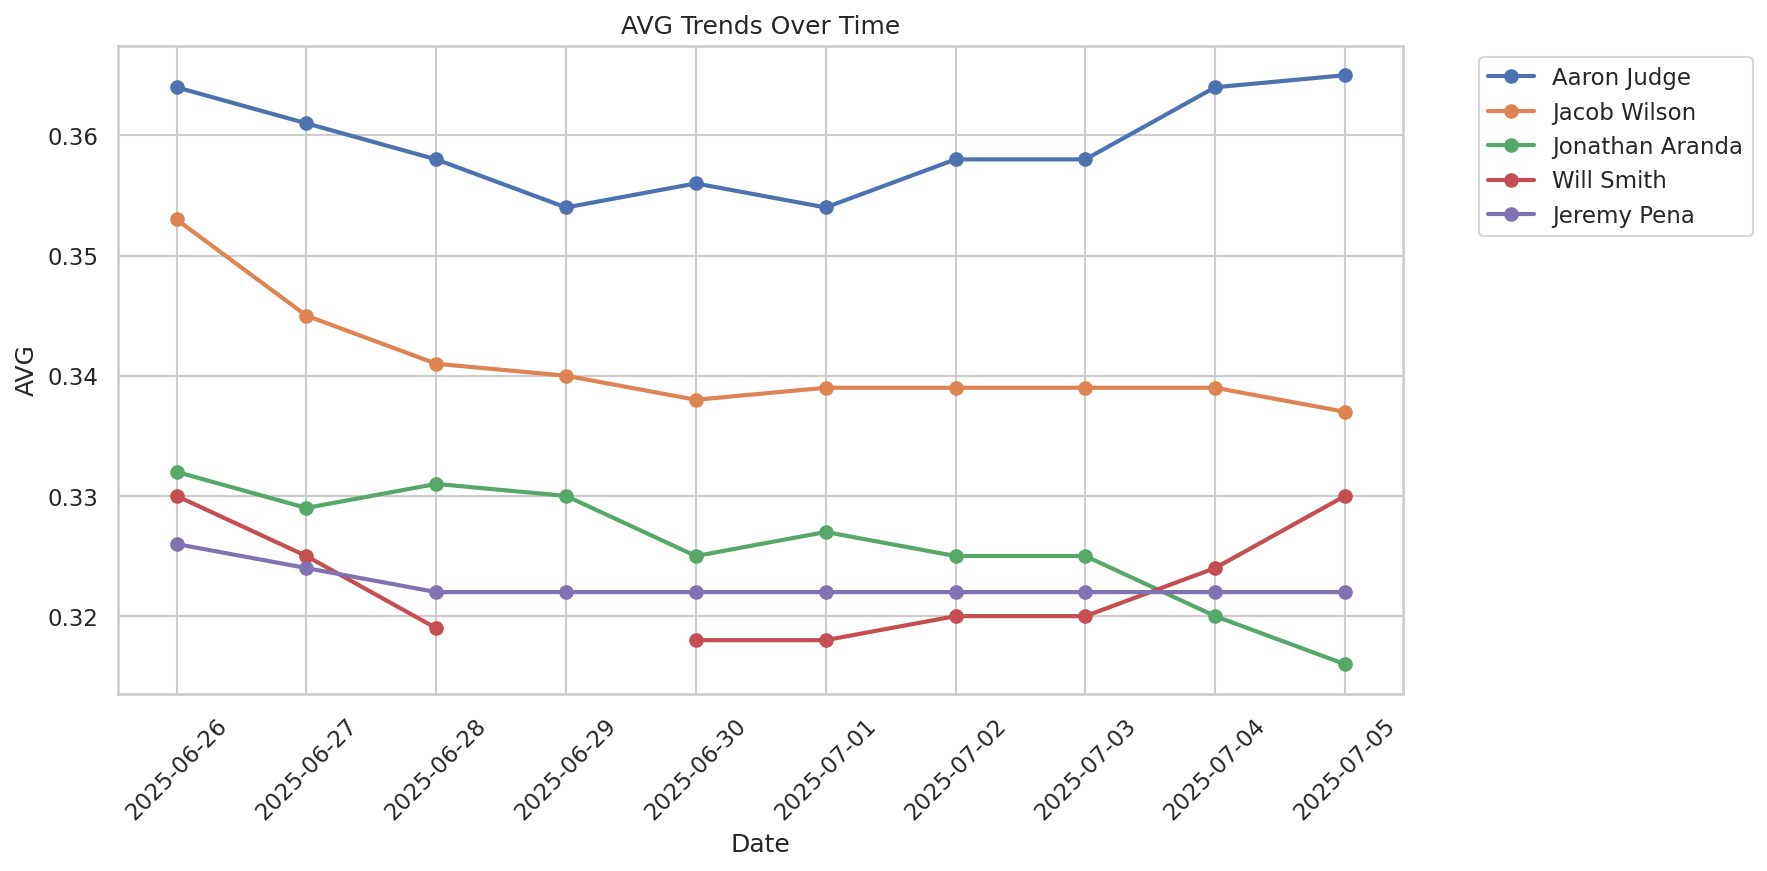 AVG Trends Over Time
Aaron Judge
Jacob Wilson
Jonathan Aranda
Will Smith
Jeremy Pena
AVG
0.36
0.35
0.34
0.33
0.32
2025-06-26
2025-06-27
2025-06-28
2025-06-29
2025-06-30
2025-07-01
2025-07-02
2025-07-03
2025-07-04
2025-07-05
Date